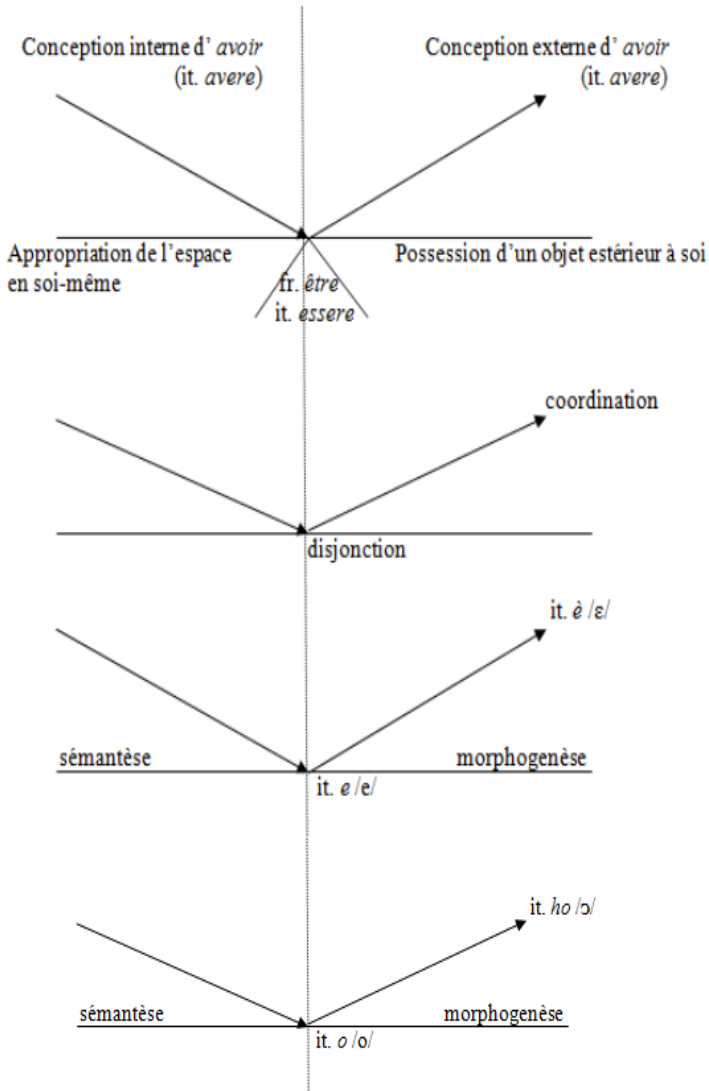 Conception interne d' avoir
(it. avere)
Conception externe d' avoir
(it. avere)
Appropriation de l'espace
en soi-même
Possession d'un objet estérieur à soi
fr. être
it. essere
coordination
disjonction
it. è /ɛ/
sémantèse
morphogenèse
it. e /e/
it. ho /ɔ/
sémantèse
morphogenèse
it. o /o/